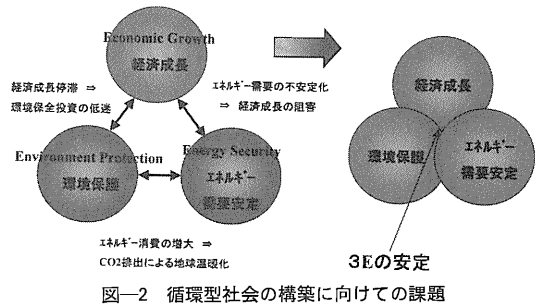 Economic Growth
経済成長
経済成長停滞 ⇒
環境保全投資の低迷
エネルギー需要の不安定化
⇒ 経済成長の阻害
Environment Protection
環境保護
Energy Security
エネルギー
需要安定
エネルギー消費の増大 ⇒
CO2排出による地球温暖化
経済成長
環境保護
エネルギー
需要安定
3Eの安定
図―2 循環型社会の構築に向けての課題